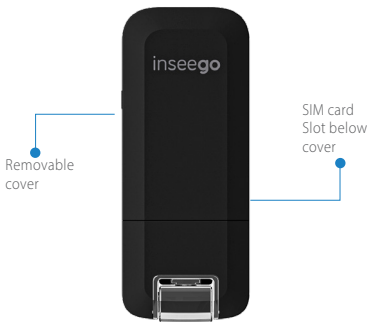 inseego
SIM card
Slot below
cover
Removable
cover